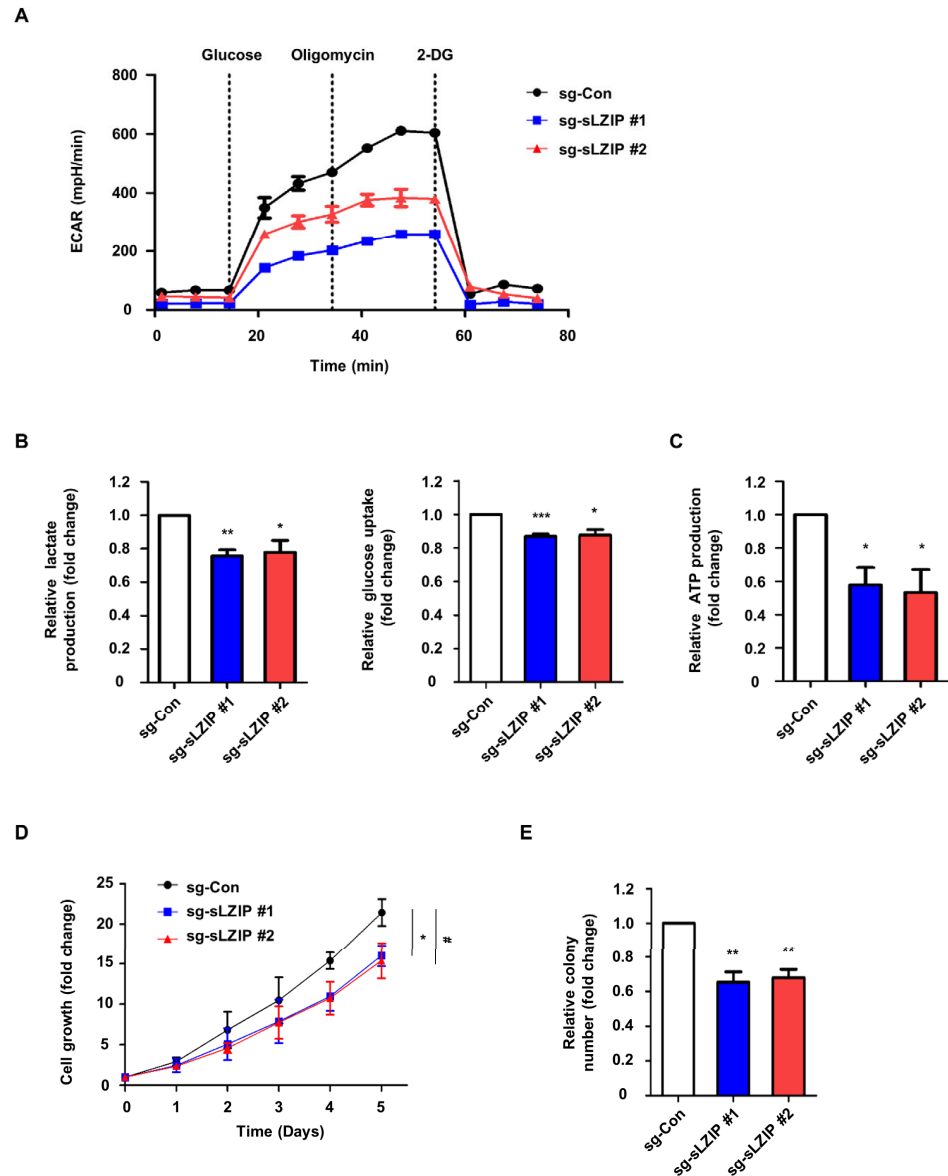 A
Glucose Oligomycin 2-DG
800
600
400
200
0
ECAR (mpH/min)
0 20 40 60 80
Time (min)
sg-Con
sg-sLZIP #1
sg-sLZIP #2
B
Relative lactate
production (fold change)
1.2
1.0
0.8
0.6
0.4
0.2
0
** *
sg-Con
sg-sLZIP #1
sg-sLZIP #2
Relative glucose uptake
(fold change)
1.2
1.0
0.8
0.6
0.4
0.2
0
*** *
sg-Con
sg-sLZIP #1
sg-sLZIP #2
C
Relative ATP production
(fold change)
1.2
1.0
0.8
0.6
0.4
0.2
0
* *
sg-Con
sg-sLZIP #1
sg-sLZIP #2
D
Cell growth (fold change)
25
20
15
10
5
0
sg-Con
sg-sLZIP #1
sg-sLZIP #2
* #
0 1 2 3 4 5
Time (Days)
E
Relative colony
number (fold change)
1.2
1.0
0.8
0.6
0.4
0.2
0
** **
sg-Con
sg-sLZIP #1
sg-sLZIP #2